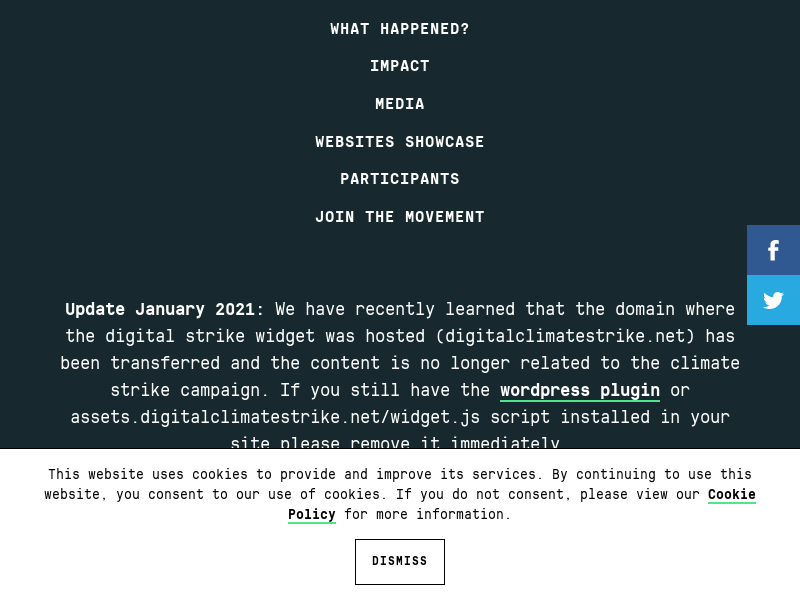 WHAT HAPPENED?
IMPACT
MEDIA
WEBSITES SHOWCASE
PARTICIPANTS
JOIN THE MOVEMENT
Update January 2021: We have recently learned that the domain where
the digital strike widget was hosted (digitalclimatestrike.net) has
been transferred and the content is no longer related to the climate
strike campaign. If you still have the wordpress plugin or
assets.digitalclimatestrike.net/widget.js script installed in your
site please remove it immediately
This website uses cookies to provide and improve its services. By continuing to use this
website, you consent to our use of cookies. If you do not consent, please view our Cookie
Policy for more information.
DISMISS